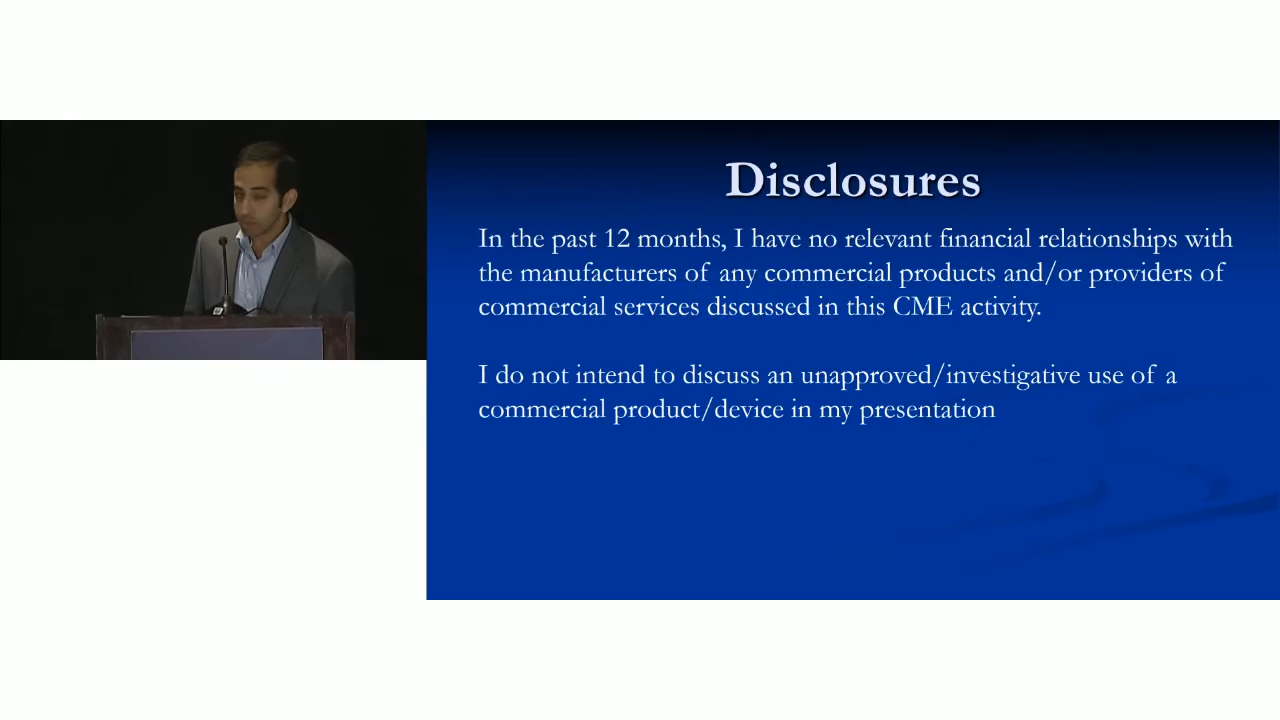 Disclosures
In the past 12 months, I have no relevant financial relationships with
the manufacturers of any commercial products and/or providers of
commercial services discussed in this CME activity.
I do not intend to discuss an unapproved/investigative use of a
commercial product/device in my presentation